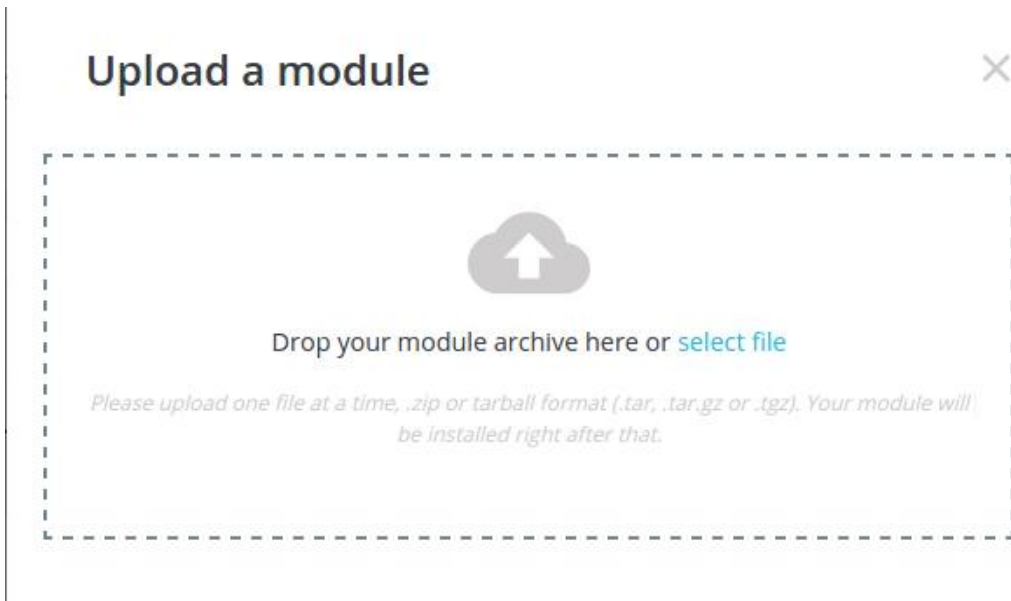 Upload a module
Drop your module archive here or select file
Please upload one file at a time, .zip or tarball format (.tar, .tar.gz or .tgz). Your module will
be installed right after that.